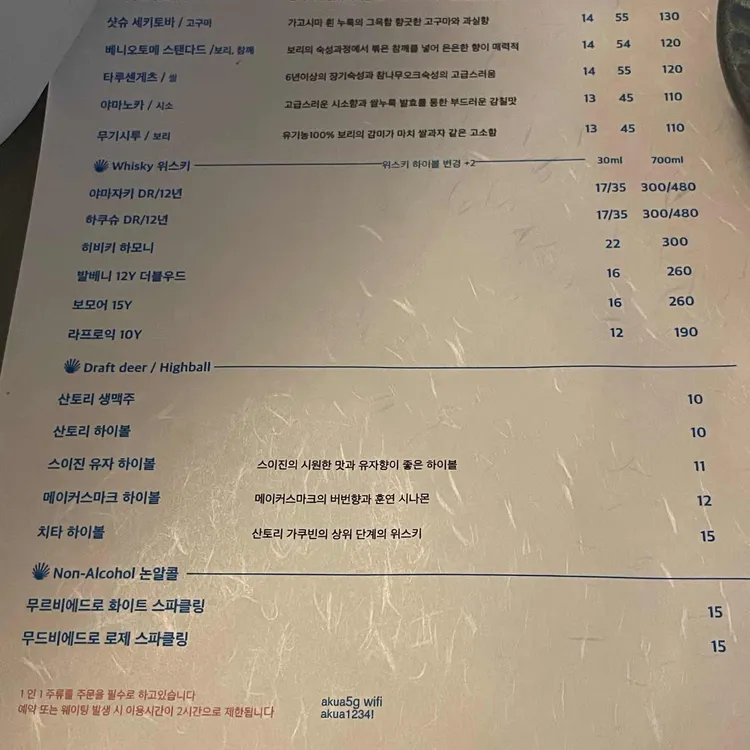 삿슈 세키토바 / 고구마 가고시마 흰 누룩의 그윽함 향긋한 고구마와 과실향 14 55 130
베니오토메 스탠다드 /보리, 참깨 보리의 숙성과정에서 볶은 참깨를 넣어 은은한 향이 매력적 14 54 120
타루센게츠 / 쌀 6년이상의 장기숙성과 참나무오크숙성의 고급스러움 14 55 120
야마노카 / 시소 고급스러운 시소향과 쌀누룩 발효를 통한 부드러운 감칠맛 13 45 110
무기시루 / 보리 유기농100% 보리의 감미가 마치 쌀과자 같은 고소함 13 45 110
Whisky 위스키 위스키 하이볼 변경 +2 30ml 700ml
야마자키 DR/12년 17/35 300/480
하쿠슈 DR/12년 17/35 300/480
히비키 하모니 22 300
발베니 12Y 더블우드 16 260
보모어 15Y 16 260
라프로익 10Y 12 190
Draft deer / Highball
산토리 생맥주 10
산토리 하이볼 10
스이진 유자 하이볼 스이진의 시원한 맛과 유자향이 좋은 하이볼 11
메이커스마크 하이볼 메이커스마크의 버번향과 훈연 시나몬 12
치타 하이볼 산토리 가쿠빈의 상위 단계의 위스키 15
Non-Alcohol 논알콜
무르비에드로 화이트 스파클링 15
무드비에드로 로제 스파클링 15
1 인 1 주류를 주문을 필수로 하고있습니다
예약 또는 웨이팅 발생 시 이용시간이 2시간으로 제한됩니다
akua5g wifi
akua1234!